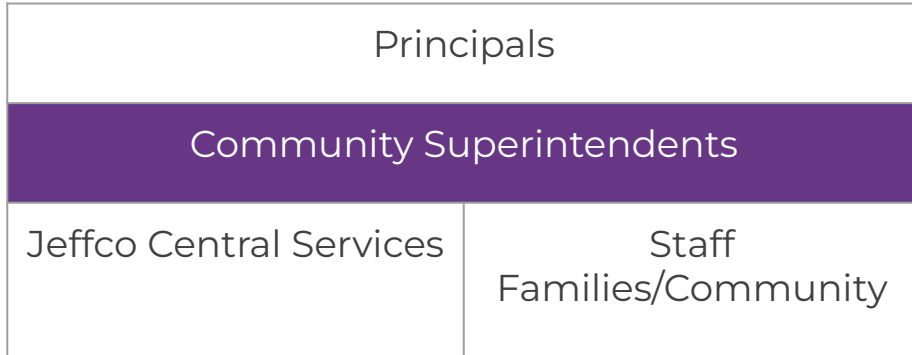 Principals
Community Superintendents
Jeffco Central Services
Staff
Families/Community